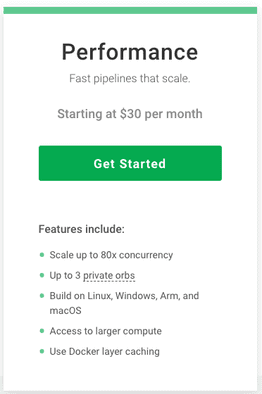 Performance
Fast pipelines that scale.
Starting at $30 per month
Get Started
Features include:
Scale up to 80x concurrency
Up to 3 private orbs
Build on Linux, Windows, Arm, and
macOS
Access to larger compute
Use Docker layer caching